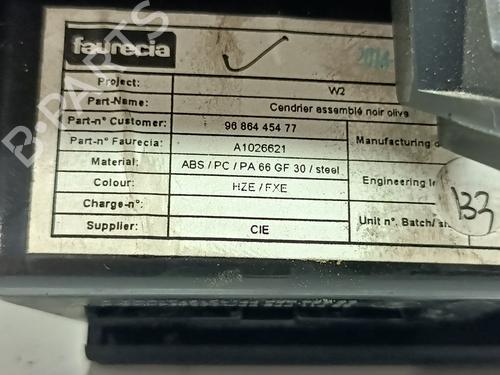 faurecia
2014
Project: W2
Part-Name: Cendrier assemblé noir olive
Part-n° Customer: 96 864 454 77
Part-n° Faurecia: A1026621 Manufacturing d
Material: ABS / PC / PA 66 GF 30 / steel
Colour: HZE / FXE Engineering le
Charge-n°:
Supplier: CIE Unit n°. Batch/ s
133
B-PARTS